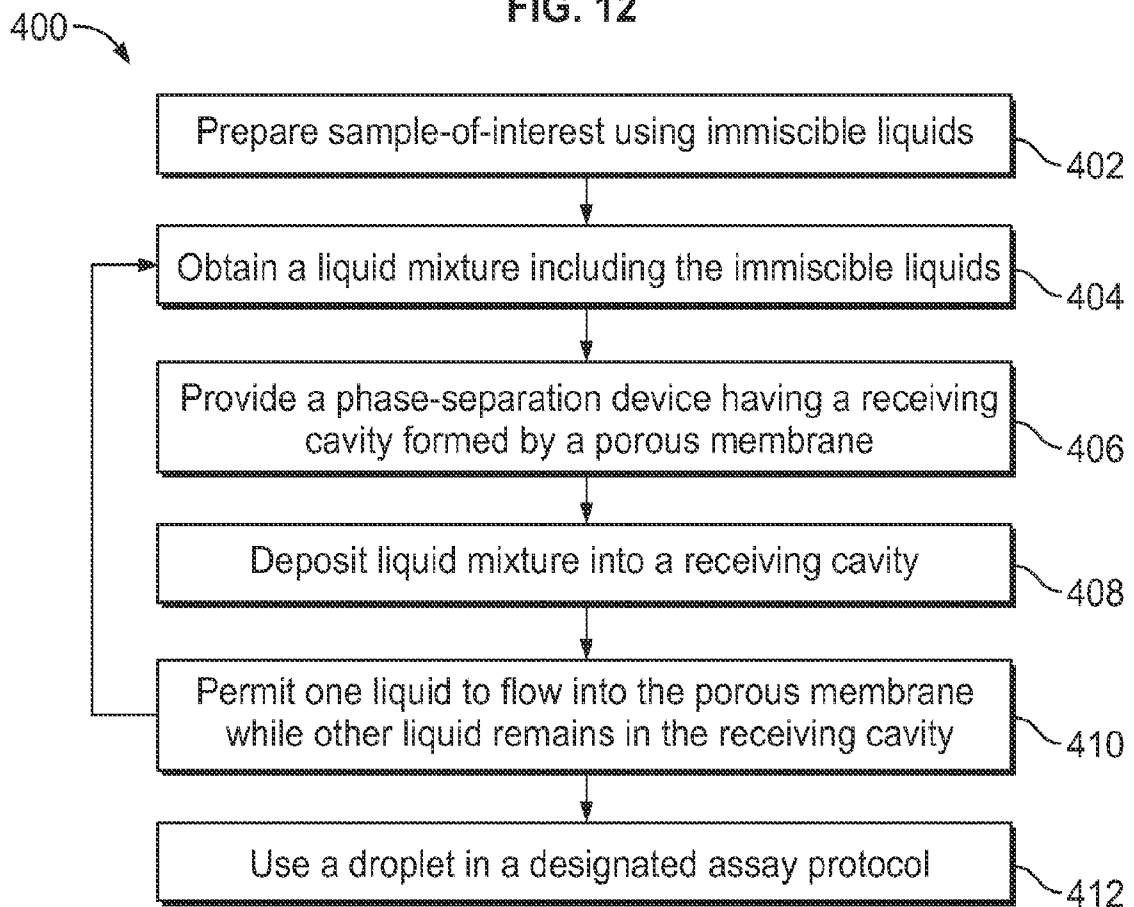 FIG. 12
400
Prepare sample-of-interest using immiscible liquids
402
Obtain a liquid mixture including the immiscible liquids
404
Provide a phase-separation device having a receiving
cavity formed by a porous membrane
406
Deposit liquid mixture into a receiving cavity
408
Permit one liquid to flow into the porous membrane
while other liquid remains in the receiving cavity
410
Use a droplet in a designated assay protocol
412